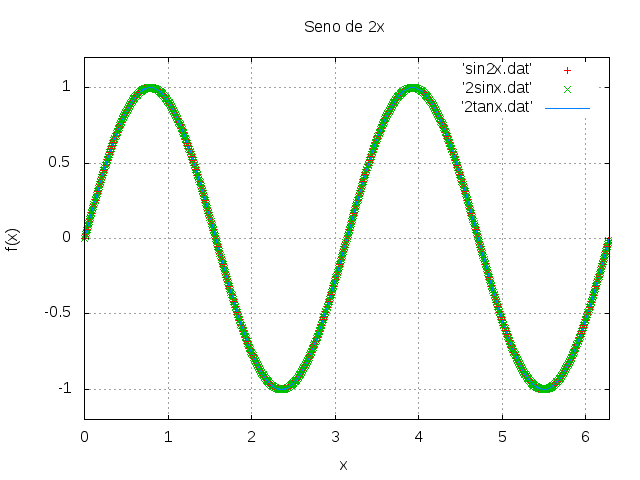 Seno de 2x
'sin2x.dat'
'2sinx.dat'
'2tanx.dat'
f(x)
1
0.5
0
-0.5
-1
0 1 2 3 4 5 6
x